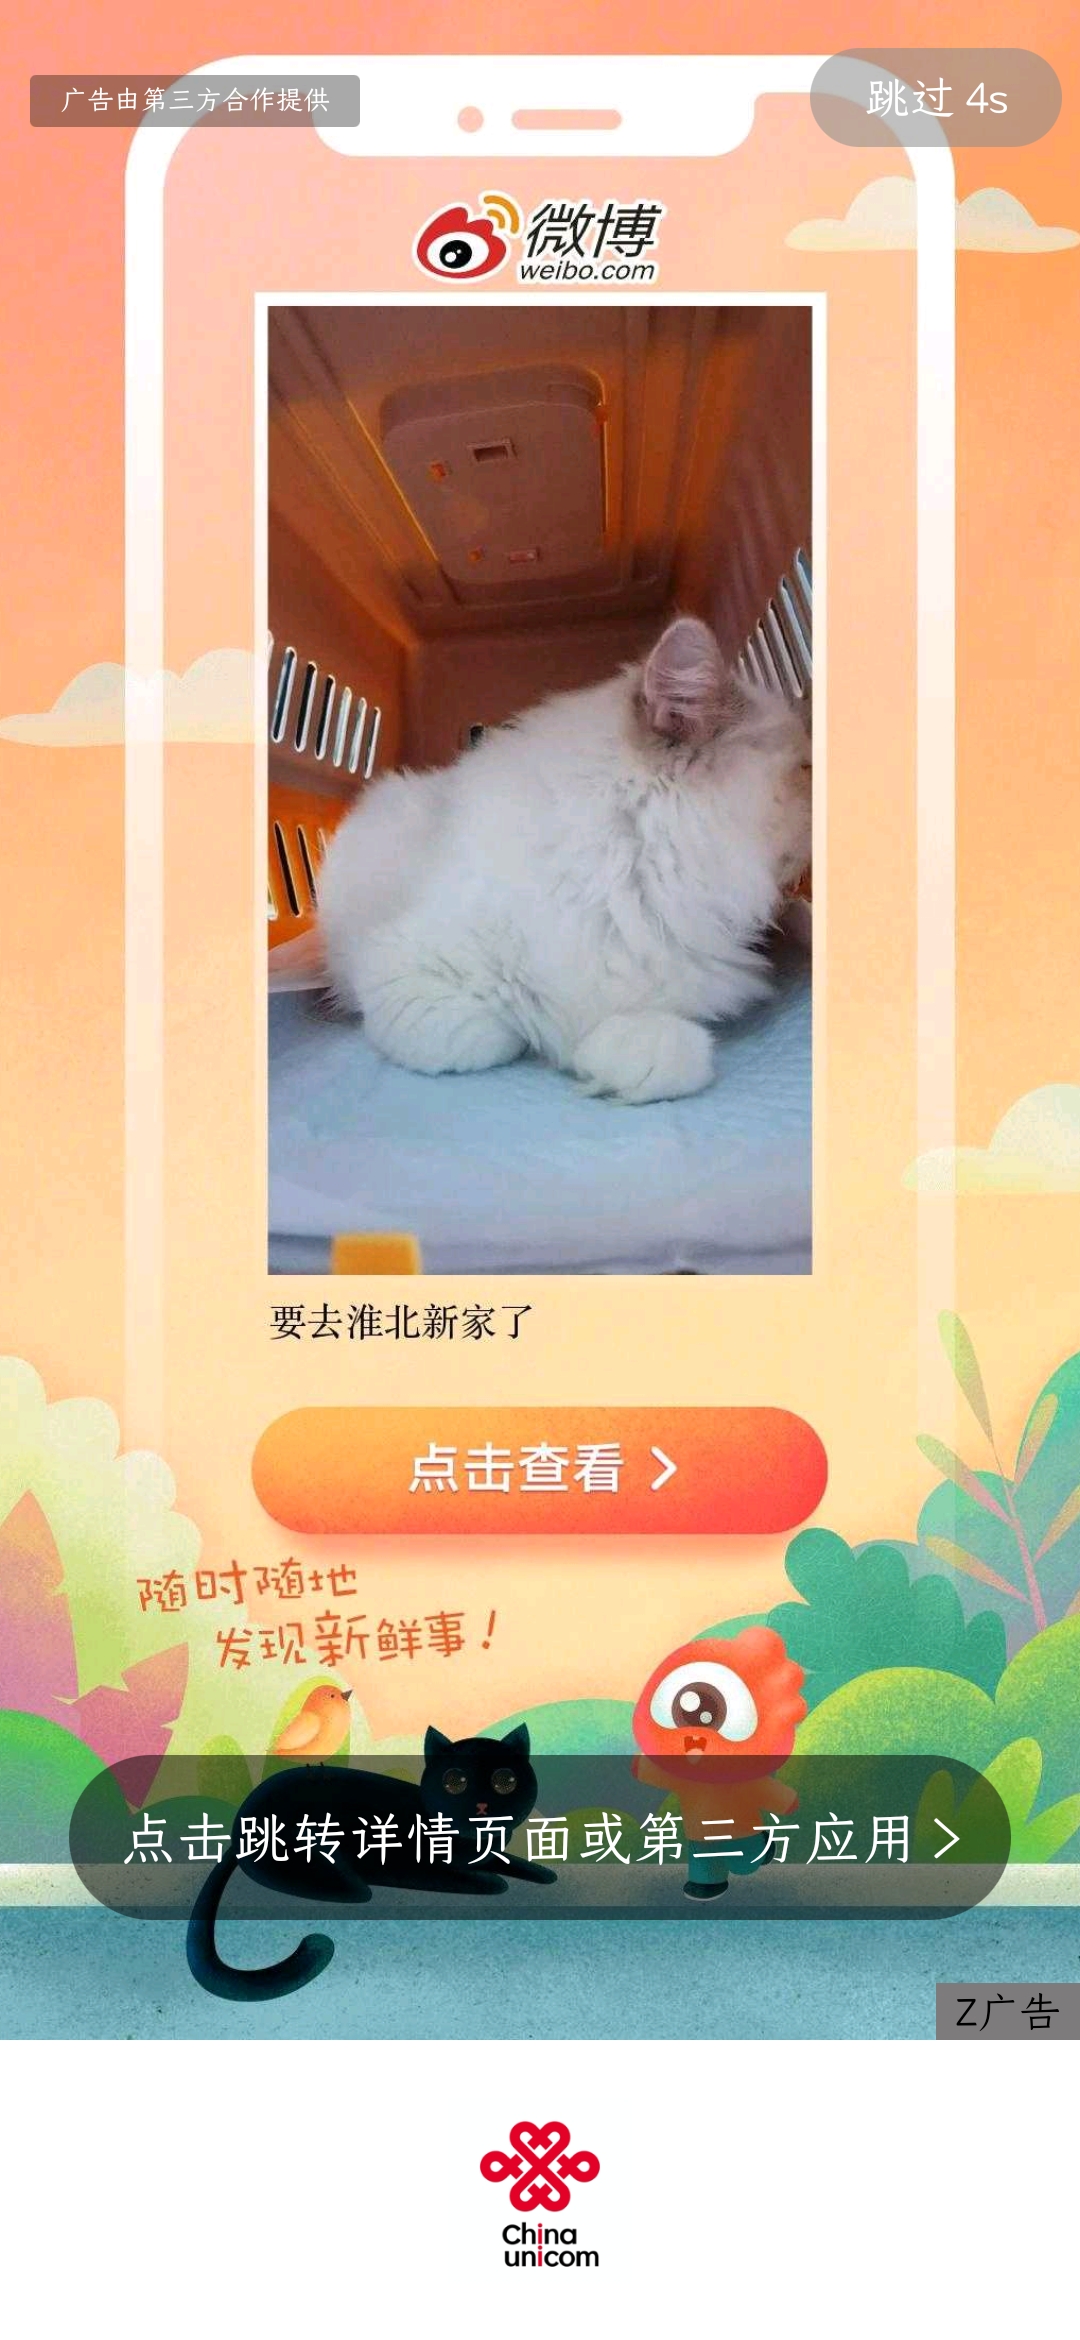 广告由第三方合作提供
跳过 4s
微博
weibo.com
要去淮北新家了
点击查看 >
随时随地
发现新鲜事！
点击跳转详情页面或第三方应用 >
Z广告
China
unicom